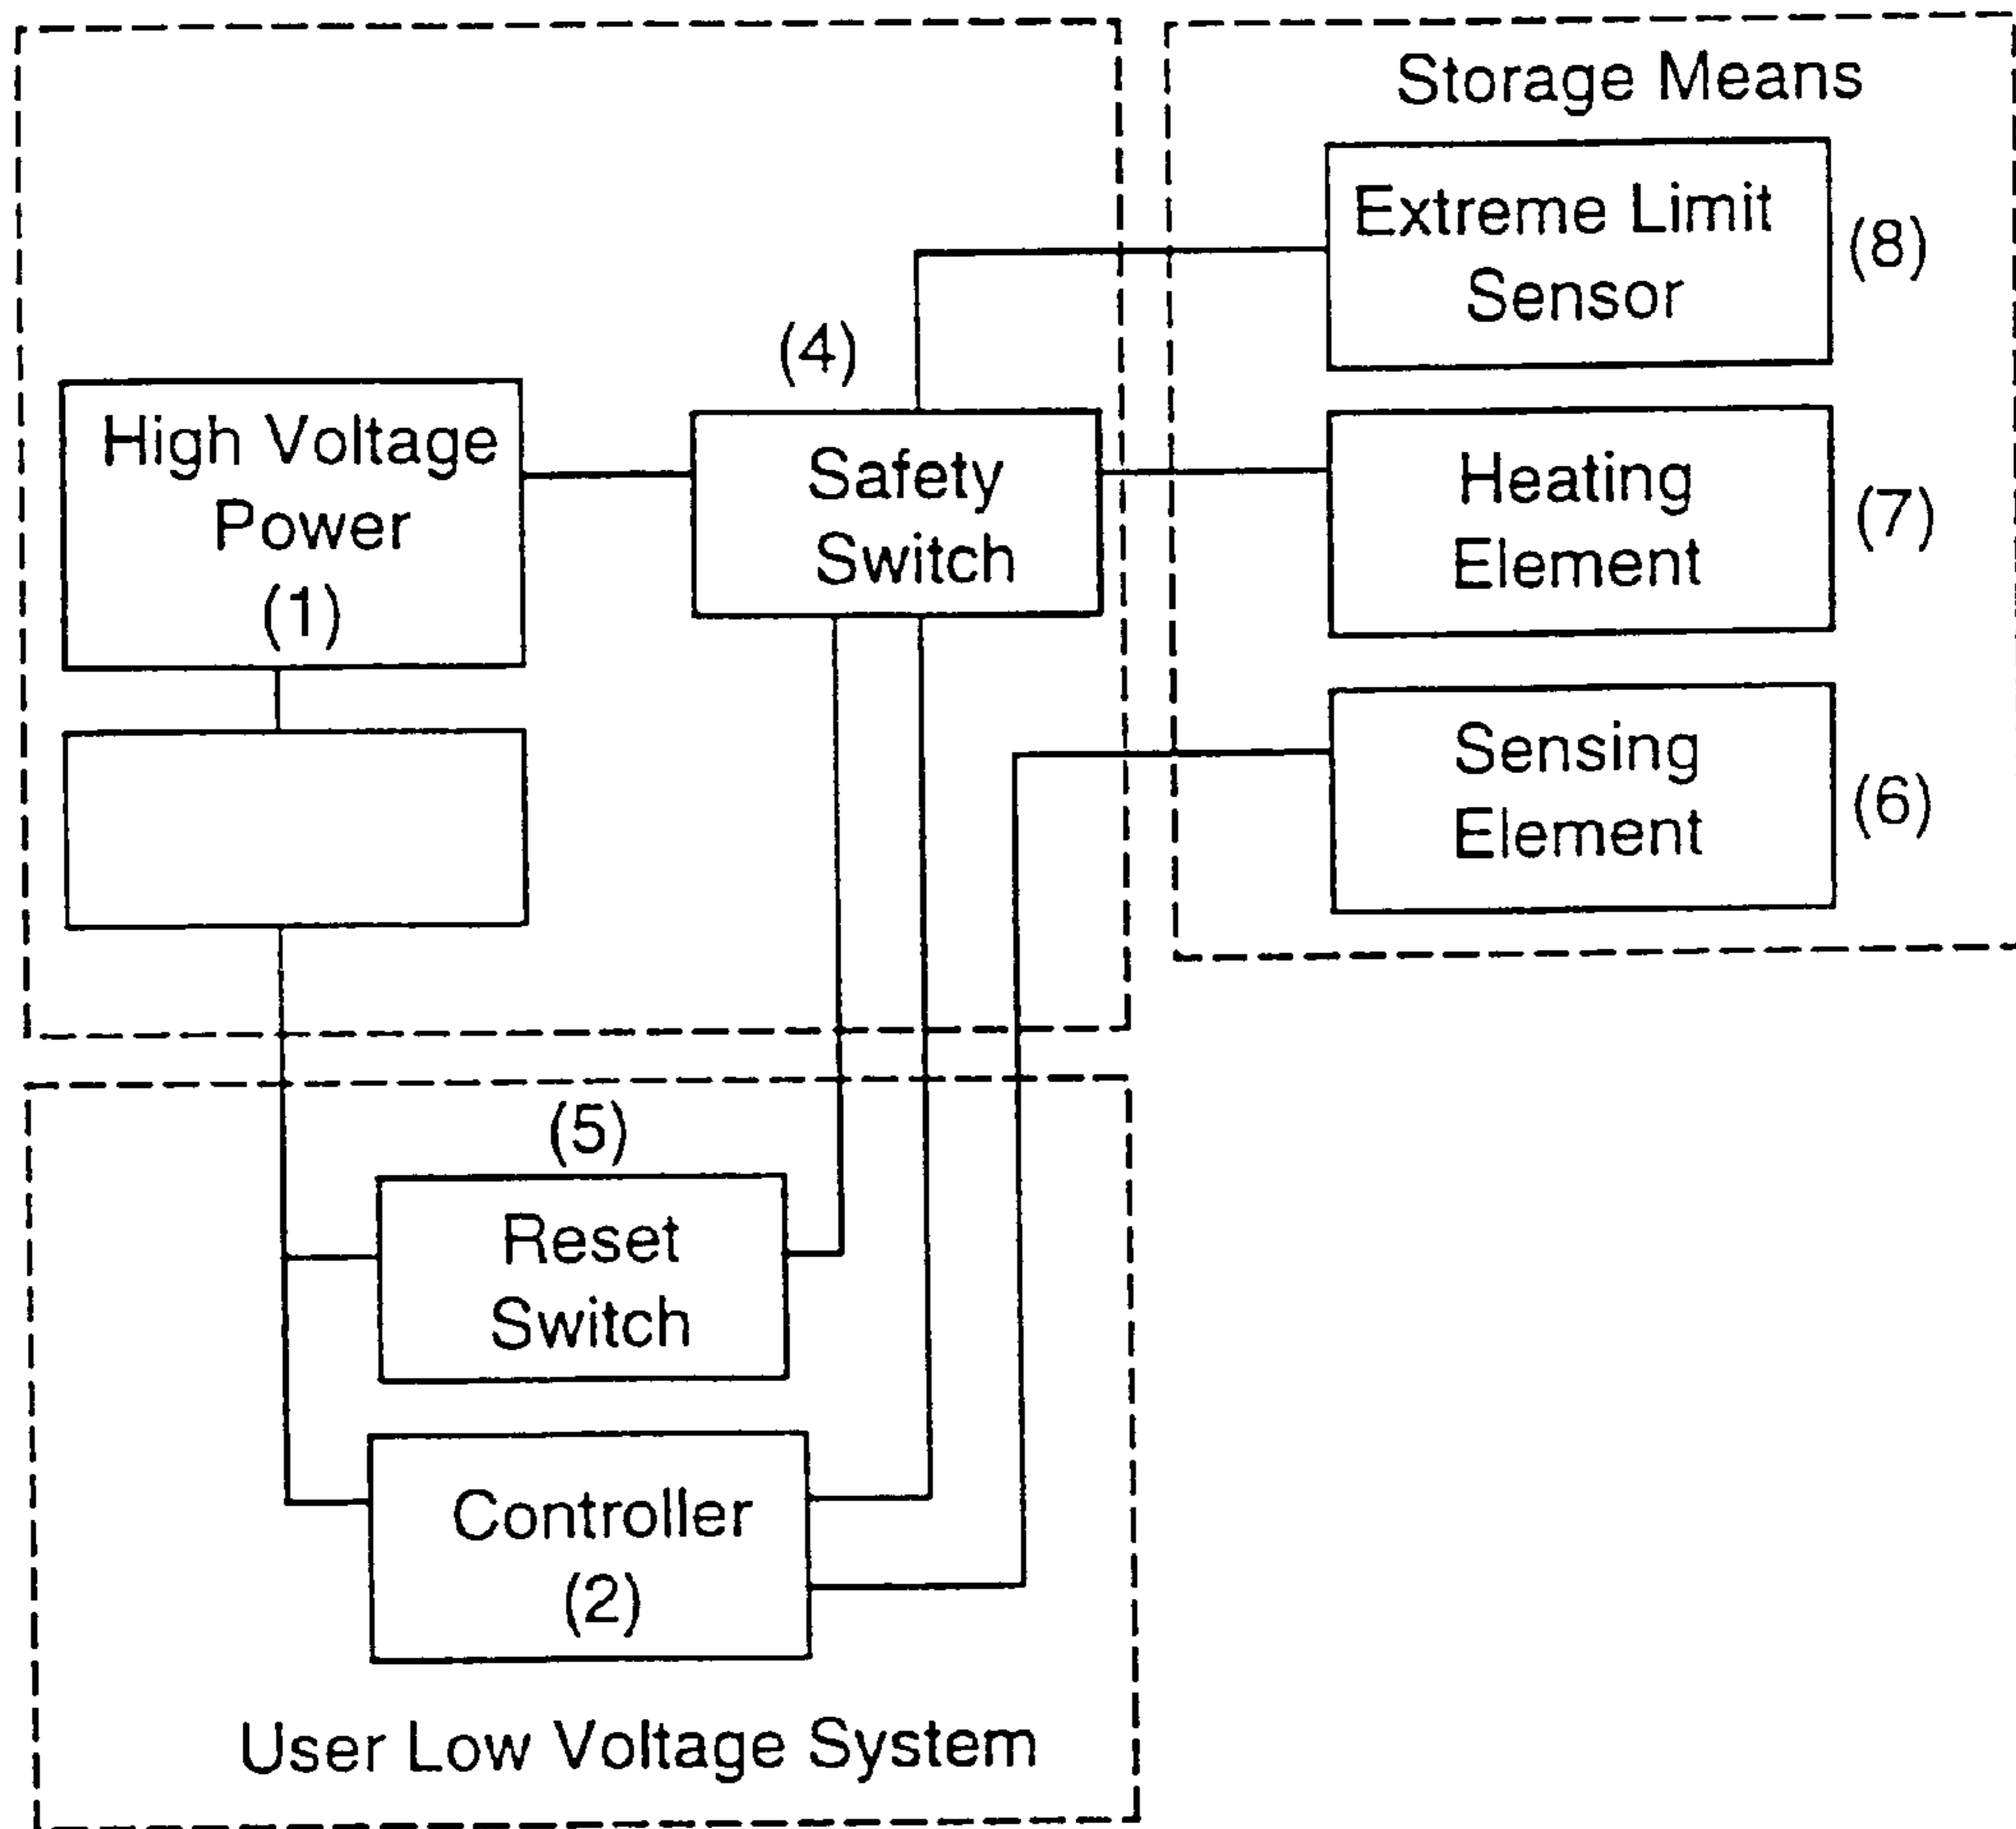 Storage Means
Extreme Limit
Sensor
(8)
(4)
High Voltage
Power
(1)
Safety
Switch
Heating
Element
(7)
Sensing
Element
(6)
(5)
Reset
Switch
Controller
(2)
User Low Voltage System